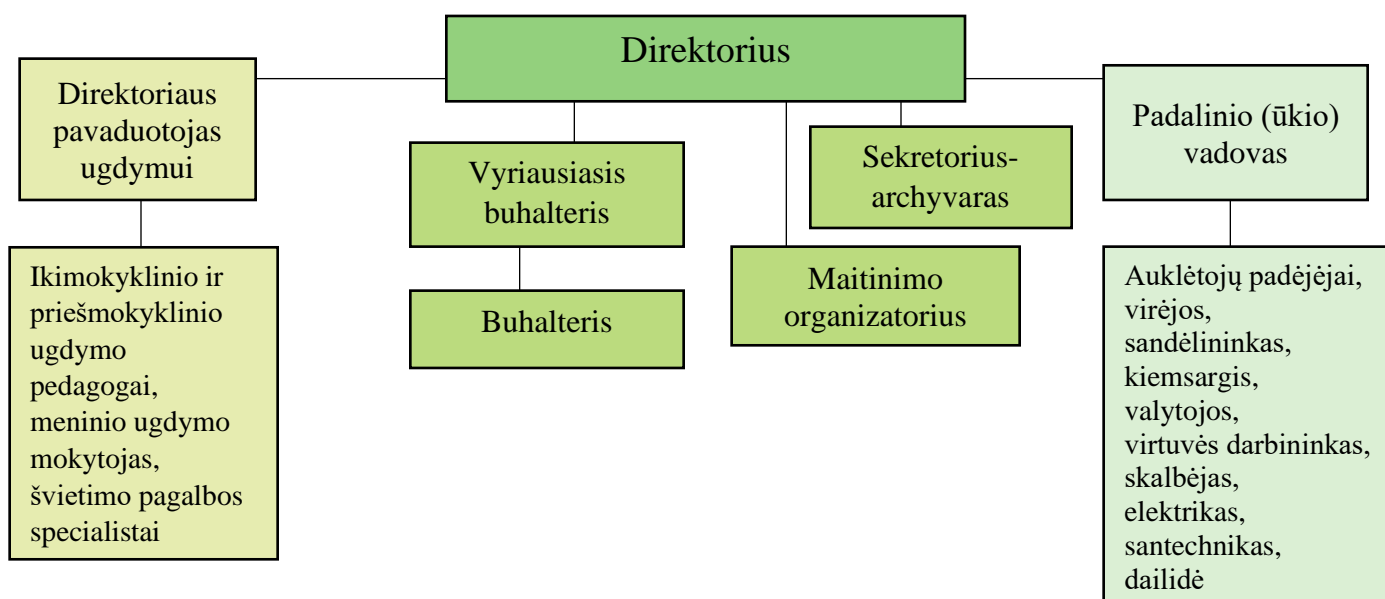 Direktorius
Direktoriaus
pavaduotojas
ugdymui
Vyriausiasis
buhalteris
Sekretorius-
archyvaras
Padalinio (ūkio)
vadovas
Ikimokyklinio ir
priešmokyklinio
ugdymo
pedagogai,
meninio ugdymo
mokytojas,
švietimo pagalbos
specialistai
Buhalteris
Maitinimo
organizatorius
Auklėtojų padėjėjai,
virėjos,
sandėlininkas,
kiemsargis,
valytojos,
virtuvės darbininkas,
skalbėjas,
elektrikas,
santechnikas,
dailidė